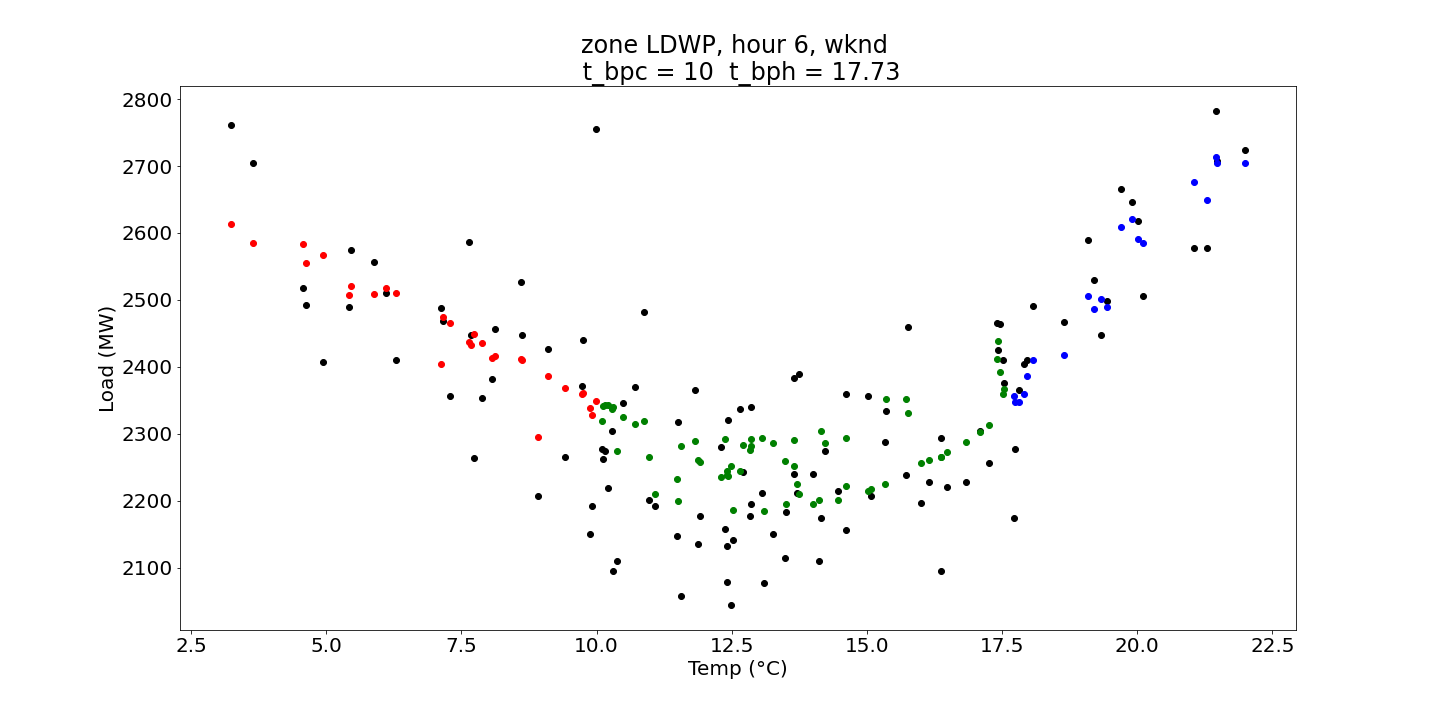 zone LDWP, hour 6, wknd
t_bpc = 10  t_bph = 17.73
2800
2700
2600
2500
2400
2300
2200
2100
Load (MW)
2.5 5.0 7.5 10.0 12.5 15.0 17.5 20.0 22.5
Temp (°C)